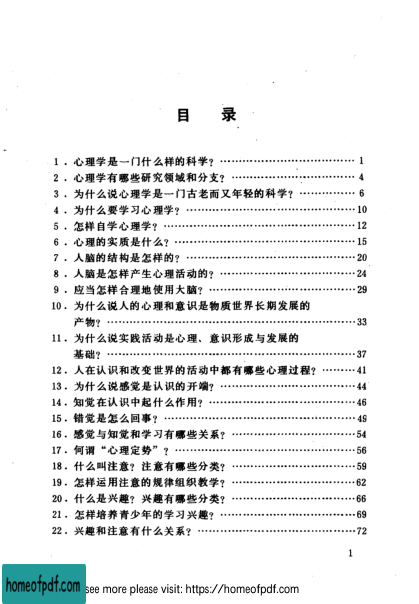 目 录
1．心理学是一门什么样的科学？……………………………1
2．心理学有哪些研究领域和分支？…………………………4
3．为什么说心理学是一门古老而又年轻的科学？…………6
4．为什么要学习心理学？……………………………………10
5．怎样自学心理学？…………………………………………12
6．心理的实质是什么？………………………………………15
7．人脑的结构是怎样的？……………………………………20
8．人脑是怎样产生心理活动的？……………………………24
9．应当怎样合理地使用大脑？………………………………29
10．为什么说人的心理和意识是物质世界长期发展的
产物？………………………………………………………33
11．为什么说实践活动是心理、意识形成与发展的
基础？………………………………………………………37
12．人在认识和改变世界的活动中都有哪些心理过程？………41
13．为什么说感觉是认识的开端？……………………………44
14．知觉在认识中起什么作用？………………………………46
15．错觉是怎么回事？…………………………………………49
16．感觉与知觉和学习有哪些关系？…………………………54
17．何谓“心理定势”？………………………………………56
18．什么叫注意？注意有哪些分类？…………………………59
19．怎样运用注意的规律组织教学？…………………………62
20．什么是兴趣？兴趣有哪些分类？…………………………66
21．怎样培养青少年的学习兴趣？……………………………69
22．兴趣和注意有什么关系？…………………………………72
1
homeofpdf.com
see more please visit: https://homeofpdf.com